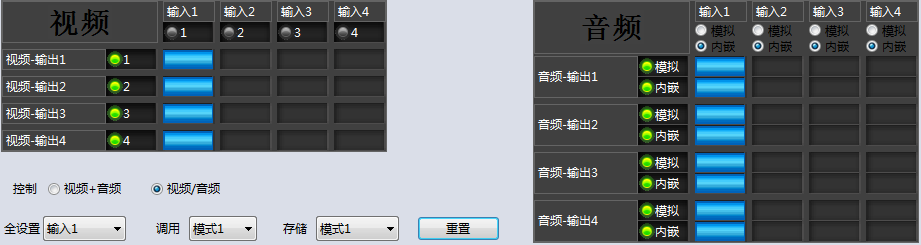 视频
输入1 输入2 输入3 输入4
1 2 3 4
视频-输出1 1
视频-输出2 2
视频-输出3 3
视频-输出4 4
控制 视频+音频 视频/音频
全设置 输入1 调用 模式1 存储 模式1 重置
音频
输入1 输入2 输入3 输入4
模拟 模拟 模拟 模拟
内嵌 内嵌 内嵌 内嵌
音频-输出1 模拟
内嵌
音频-输出2 模拟
内嵌
音频-输出3 模拟
内嵌
音频-输出4 模拟
内嵌